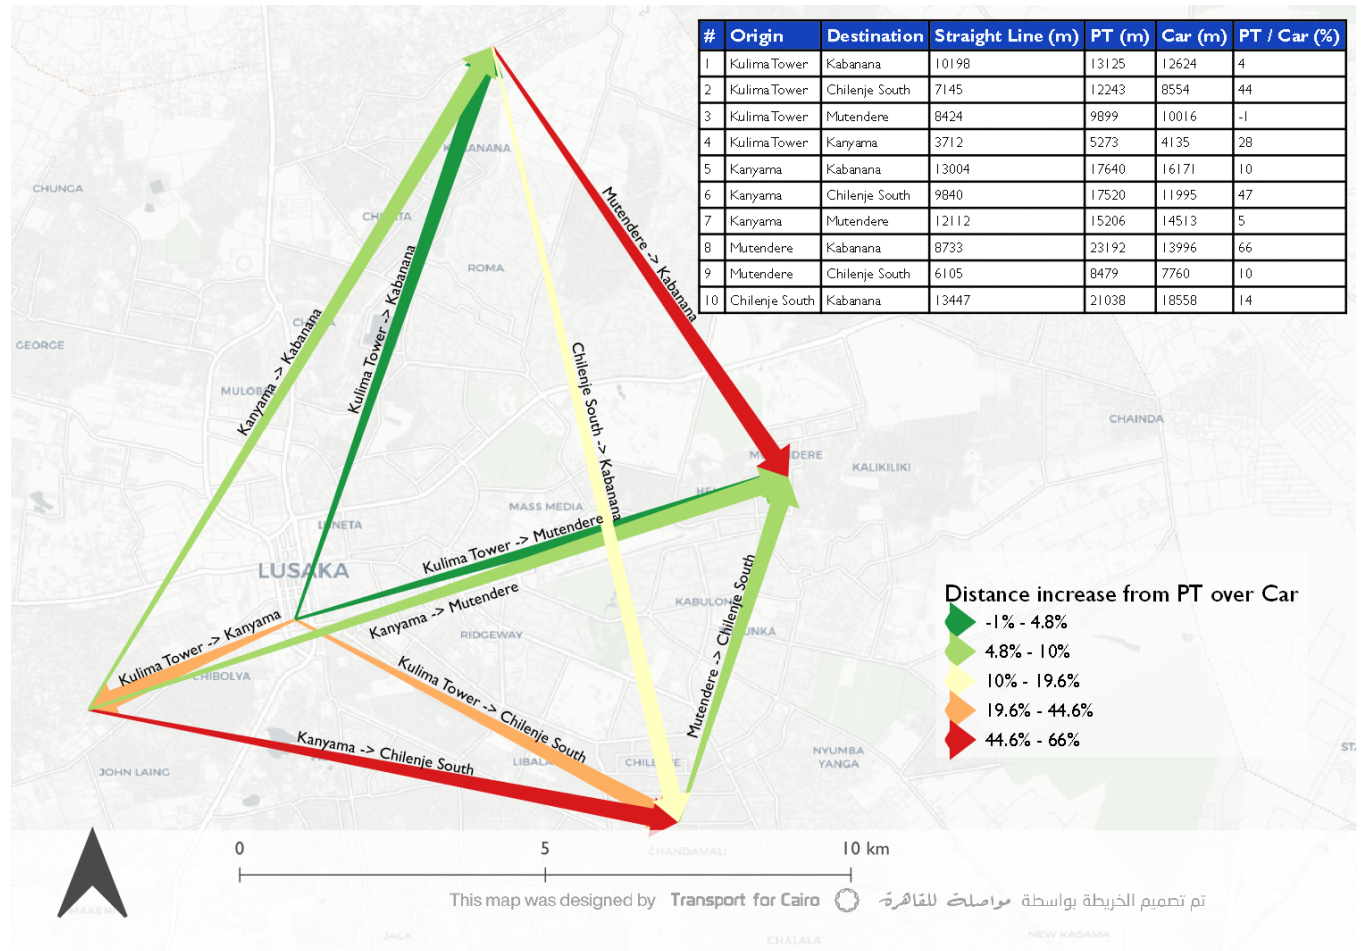 # Origin Destination Straight Line (m) PT (m) Car (m) PT / Car (%)
1 Kulima Tower Kabanana 10198 13125 12624 4
2 Kulima Tower Chilenje South 7145 12243 8554 44
3 Kulima Tower Mutendere 8424 9899 10016 -1
4 Kulima Tower Kanyama 3712 5273 4135 28
5 Kanyama Kabanana 13004 17640 16171 10
6 Kanyama Chilenje South 9840 17520 11995 47
7 Kanyama Mutendere 12112 15206 14513 5
8 Mutendere Kabanana 8733 23192 13996 66
9 Mutendere Chilenje South 6105 8479 7760 10
10 Chilenje South Kabanana 13447 21038 18558 14
CHUNGA
ROMA
GEORGE
Mutendere -> Kabanana
Kulima Tower -> Kabanana
Kanyama -> Kabanana
Chilenje South -> Kabanana
CHAINDA
KALIKILIKI
MASS MEDIA
LUSAKA
Kulima Tower -> Mutendere
Kanyama -> Mutendere
Kulima Tower -> Kanyama
RIDGEWAY
CHIBOLYA
Kulima Tower -> Chilenje South
Mutendere -> Chilenje South
Kanyama -> Chilenje South
JOHN LAING
NYUMBA
YANGA
Distance increase from PT over Car
-1% - 4.8%
4.8% - 10%
10% - 19.6%
19.6% - 44.6%
44.6% - 66%
CHANDAMALI
0 5 10 km
This map was designed by Transport for Cairo تم تصميم الخريطة بواسطة مواصلة للقاهرة
JACK
CHALALA
NEW KASAMA